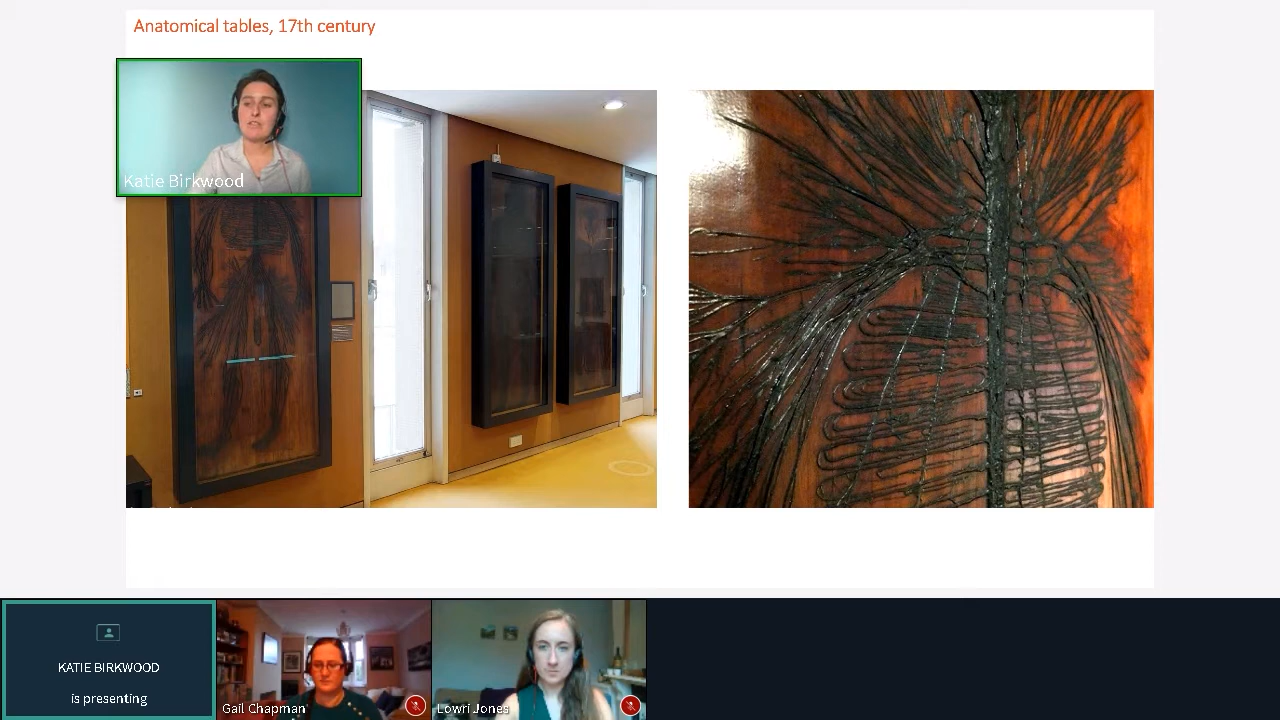 Anatomical tables, 17th century
Katie Birkwood
KATIE BIRKWOOD
is presenting
Gail Chapman
Lowri Jones